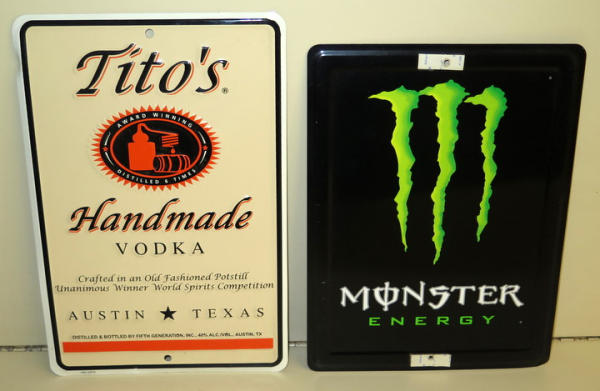 Tito's®
AWARD WINNING
DISTILLED 6 TIMES
Handmade
VODKA
Crafted in an Old Fashioned Potstill
Unanimous Winner World Spirits Competition
AUSTIN ★ TEXAS
DISTILLED & BOTTLED BY FIFTH GENERATION, INC., 40% ALC./VOL., AUSTIN, TX
MONSTER
ENERGY